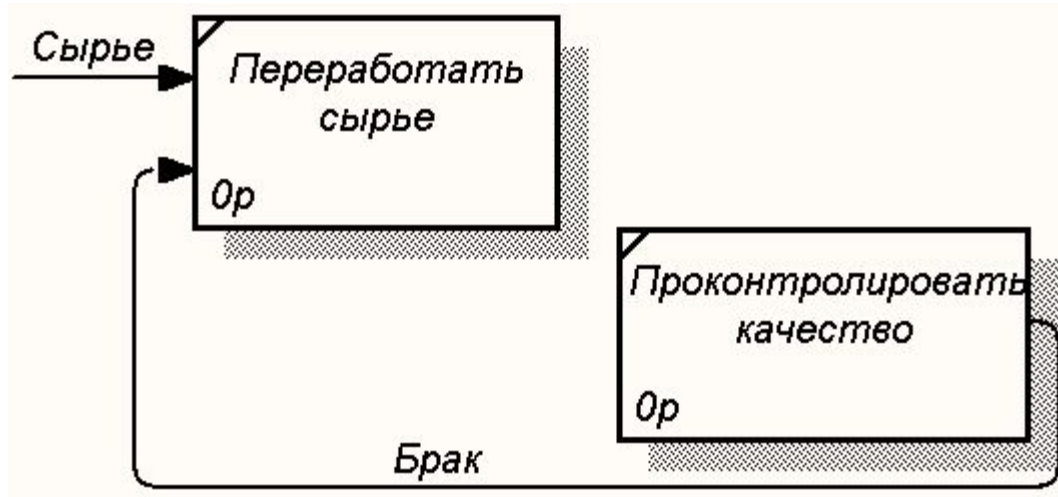 Сырье
Переработать
сырье
0р
Проконтролировать
качество
0р
Брак